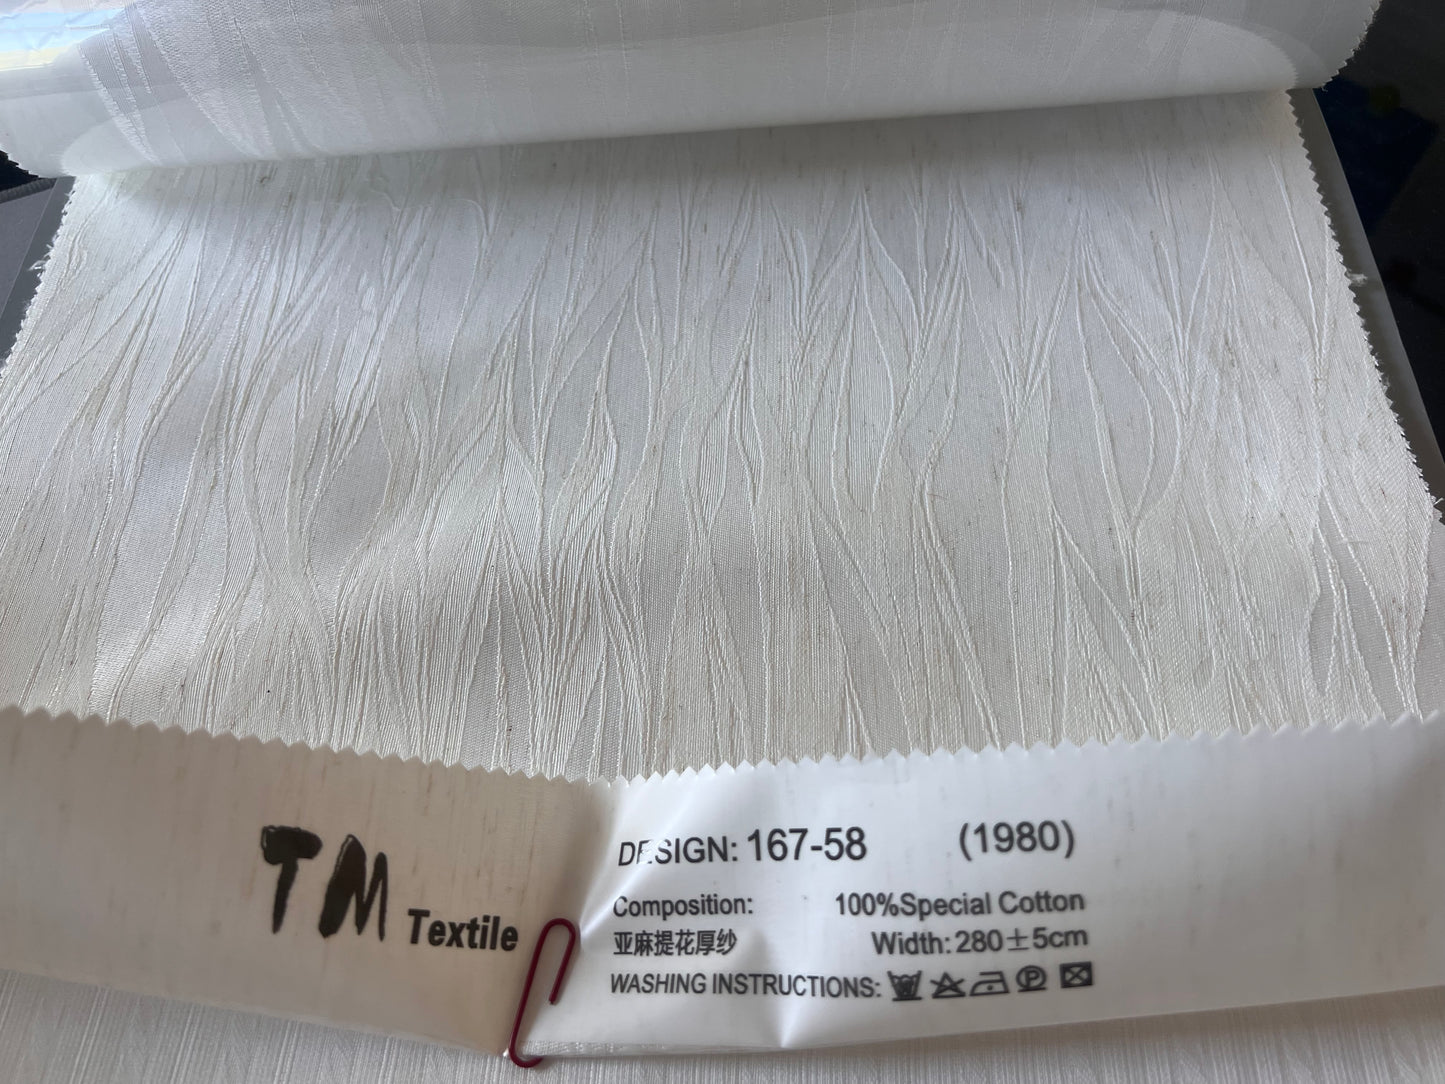 TM Textile
DESIGN: 167-58 (1980)
Composition: 100%Special Cotton
亚麻提花厚纱 Width: 280±5cm
WASHING INSTRUCTIONS: P